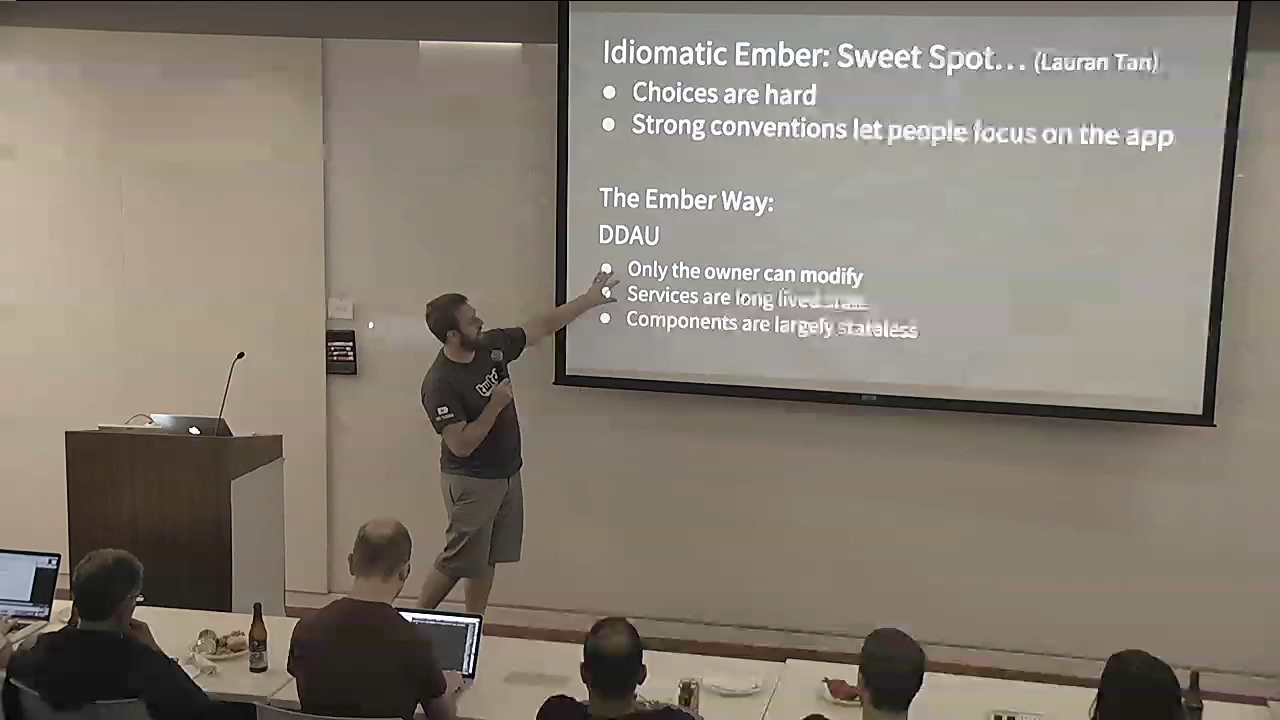 Idiomatic Ember: Sweet Spot... (Lauran Tan)
● Choices are hard
● Strong conventions let people focus on the app
The Ember Way:
DDAU
● Only the owner can modify
● Services are long lived
● Components are largely stataless